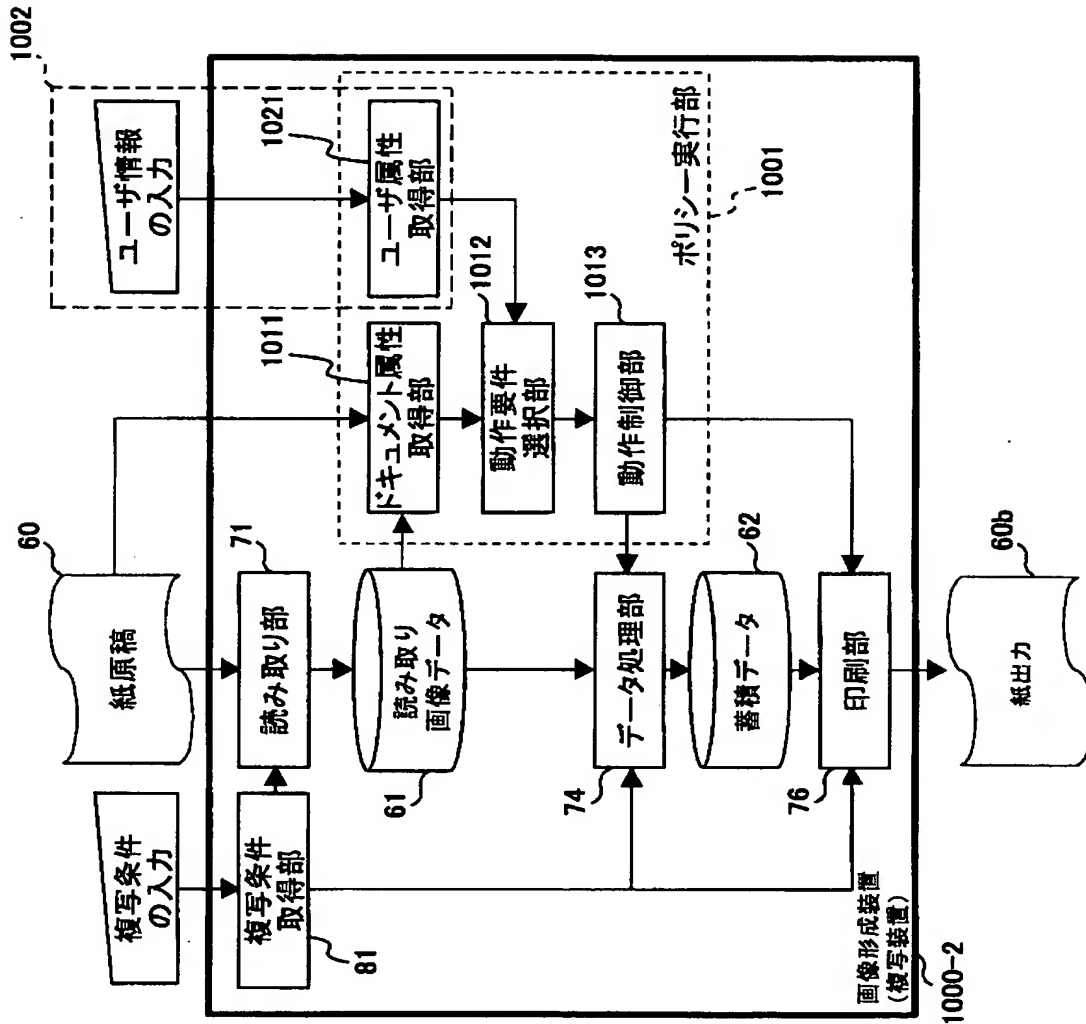 複写条件
の入力
紙原稿
60
ユーザ情報
の入力
1002
複写条件
取得部
81
読み取り部
71
読み取り
画像データ
61
ドキュメント属性
取得部
1011
ユーザ属性
取得部
1021
動作要件
選択部
1012
動作制御部
1013
ポリシー実行部
1001
データ処理部
74
蓄積データ
62
印刷部
76
画像形成装置
(複写装置)
1000-2
紙出力
60b